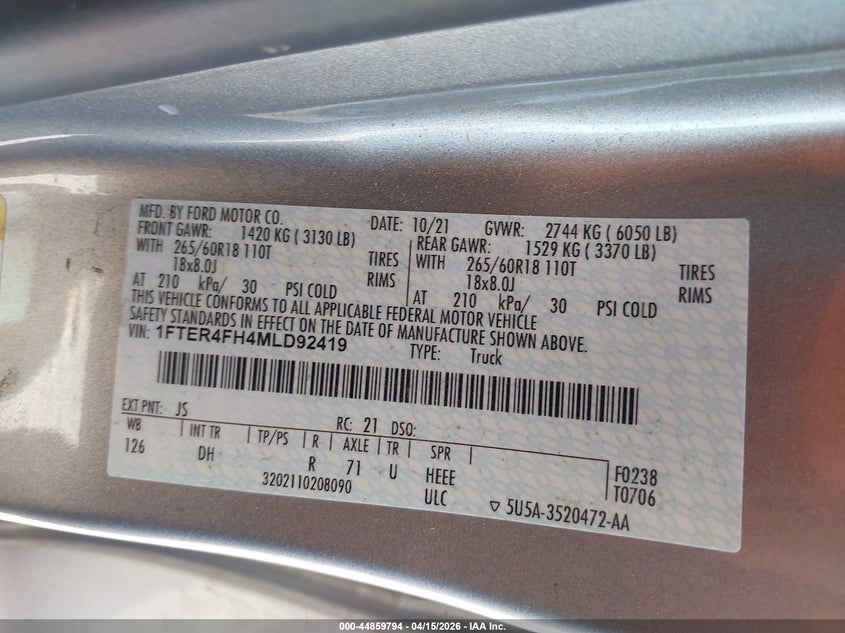 MFD. BY FORD MOTOR CO.
DATE: 10/21 GVWR: 2744 KG ( 6050 LB)
FRONT GAWR: 1420 KG ( 3130 LB) REAR GAWR: 1529 KG ( 3370 LB)
WITH 265/60R18 110T TIRES WITH 265/60R18 110T TIRES
18x8.0J RIMS 18x8.0J RIMS
AT 210 kPa/ 30 PSI COLD AT 210 kPa/ 30 PSI COLD
THIS VEHICLE CONFORMS TO ALL APPLICABLE FEDERAL MOTOR VEHICLE
SAFETY STANDARDS IN EFFECT ON THE DATE OF MANUFACTURE SHOWN ABOVE.
VIN: 1FTER4FH4MLD92419 TYPE: Truck
EXT PNT: JS RC: 21 DSO:
WB INT TR TP/PS R AXLE TR SPR
126 DH R 71 U HEEE F0238
3202110208090 ULC T0706
▽ 5U5A-3520472-AA
000-44859794 - 04/15/2026 - IAA Inc.